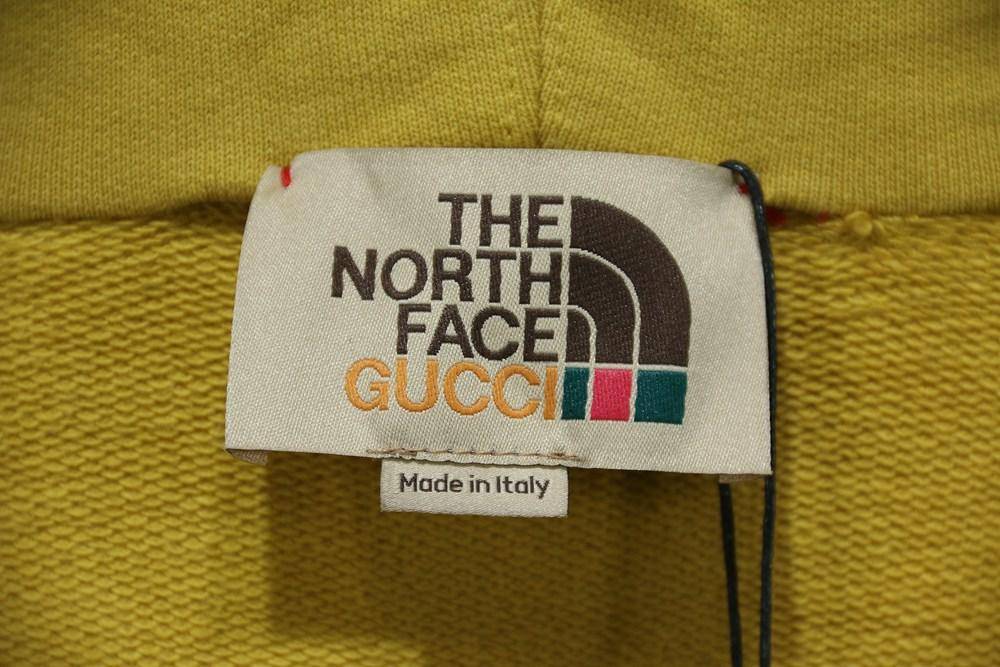 THE
NORTH
FACE
GUCCI
Made in Italy